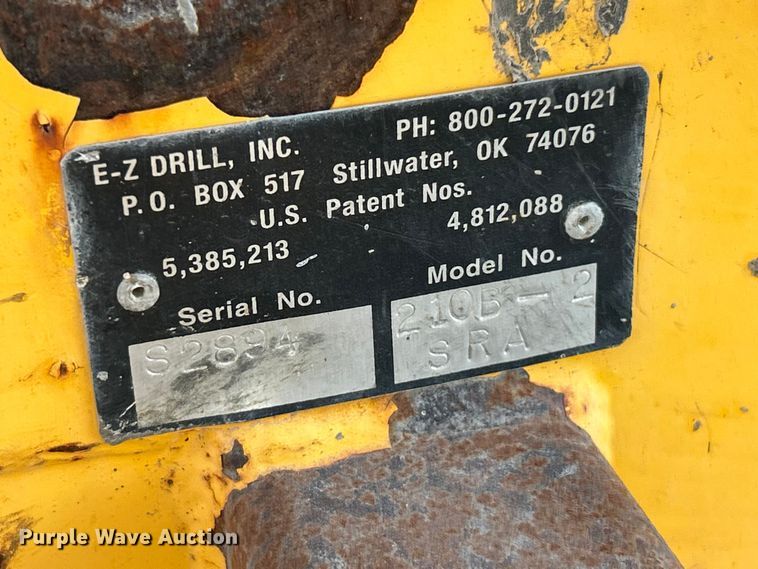 E-Z DRILL, INC. PH: 800-272-0121
P.O. BOX 517 Stillwater, OK 74076
U.S. Patent Nos.
5,385,213 4,812,088
Serial No. Model No.
S2894 210B-2
SRA
Purple Wave Auction